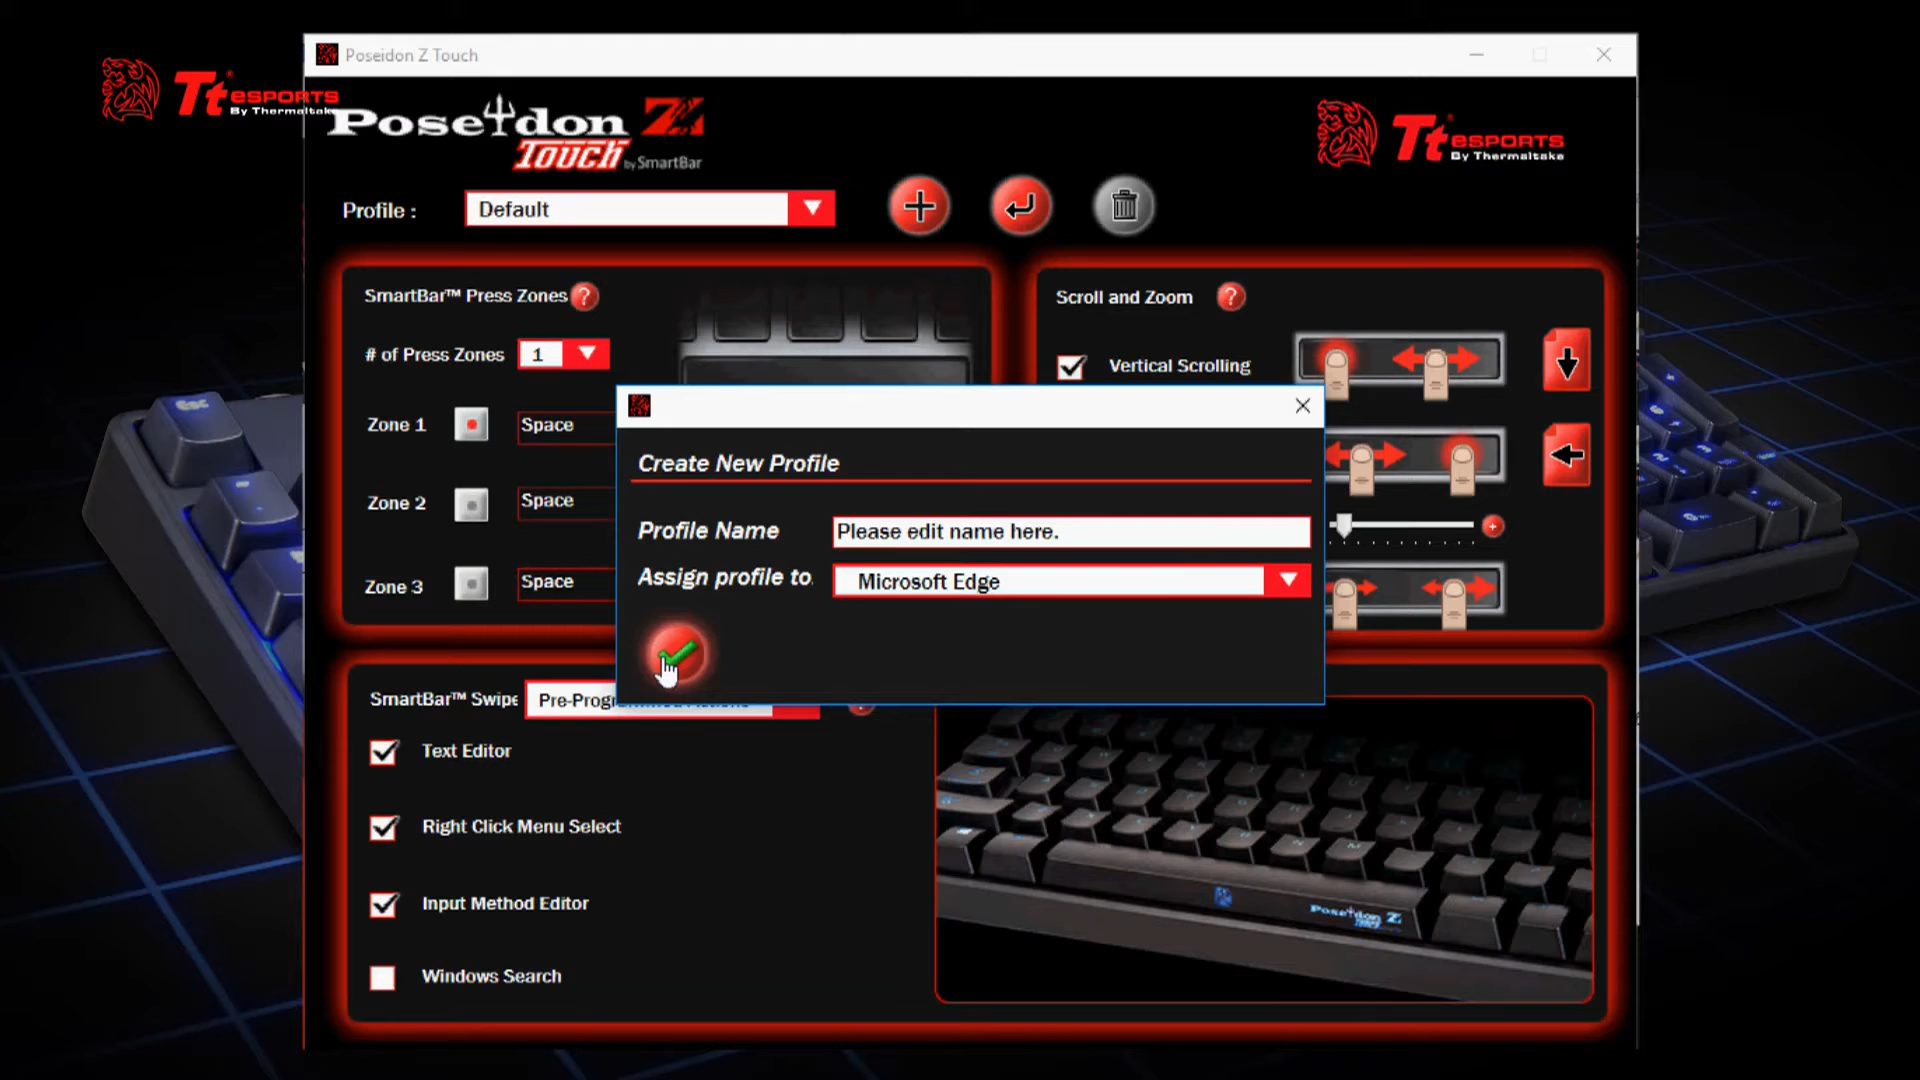 Poseidon Z Touch
Tt esports
By Thermaltake
Poseidon Z
Touch by SmartBar
Tt esports
By Thermaltake
Profile : Default
SmartBar™ Press Zones ?
# of Press Zones 1
Zone 1 Space
Zone 2 Space
Zone 3 Space
Scroll and Zoom ?
Vertical Scrolling
Create New Profile
Profile Name Please edit name here.
Assign profile to Microsoft Edge
SmartBar™ Swipe
Text Editor
Right Click Menu Select
Input Method Editor
Windows Search
Poseidon Z
Touch
Esc